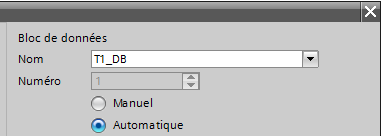 Bloc de données
Nom T1_DB
Numéro 1
Manuel
Automatique